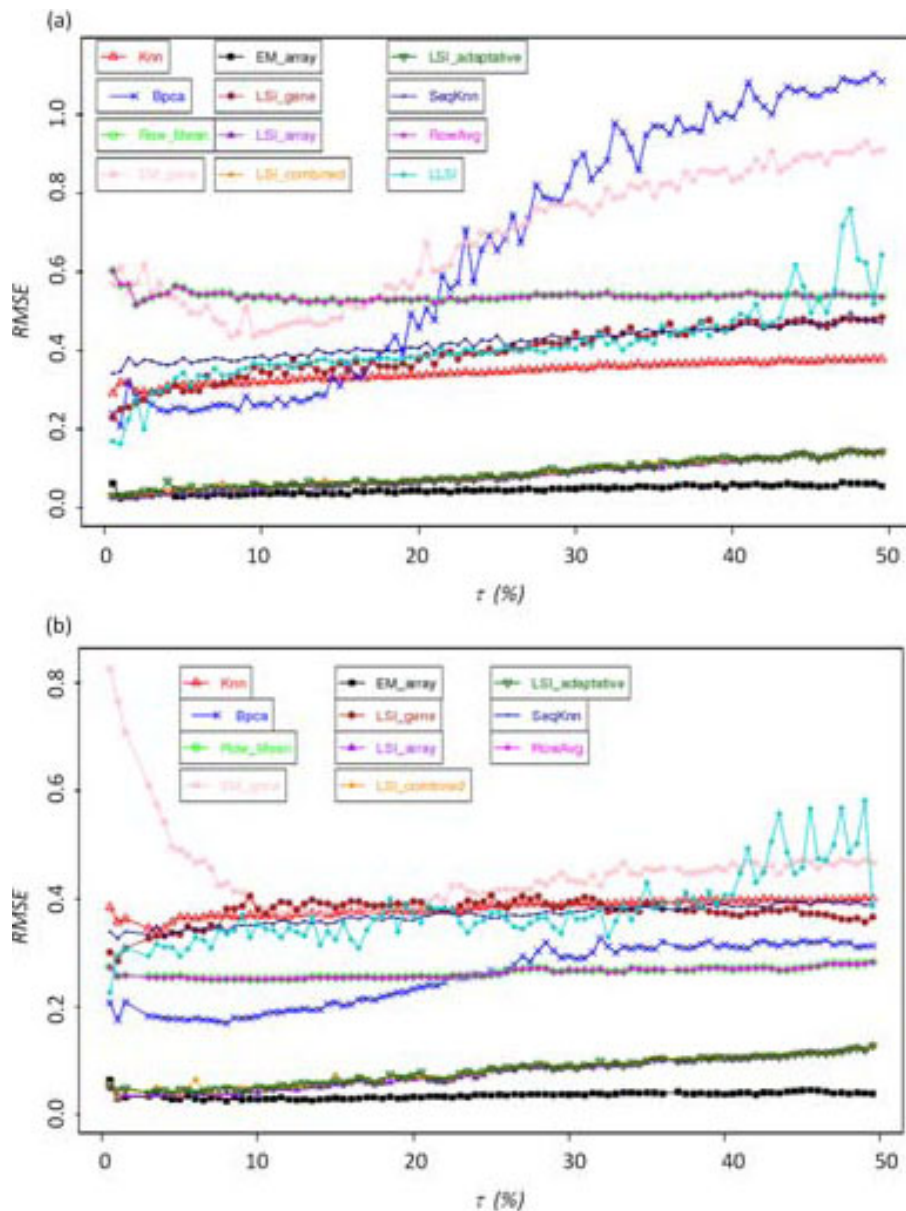 (a)
Knn EM_array LSI_adaptative
Bpca LSI_gene SeqKnn
Row_Mean LSI_array RowAvg
EM_gene LSI_combined LLSI
RMSE
0.0 0.2 0.4 0.6 0.8 1.0
0 10 20 30 40 50
τ (%)
(b)
Knn EM_array LSI_adaptative
Bpca LSI_gene SeqKnn
Row_Mean LSI_array RowAvg
EM_gene LSI_combined
RMSE
0.0 0.2 0.4 0.6 0.8
0 10 20 30 40 50
τ (%)